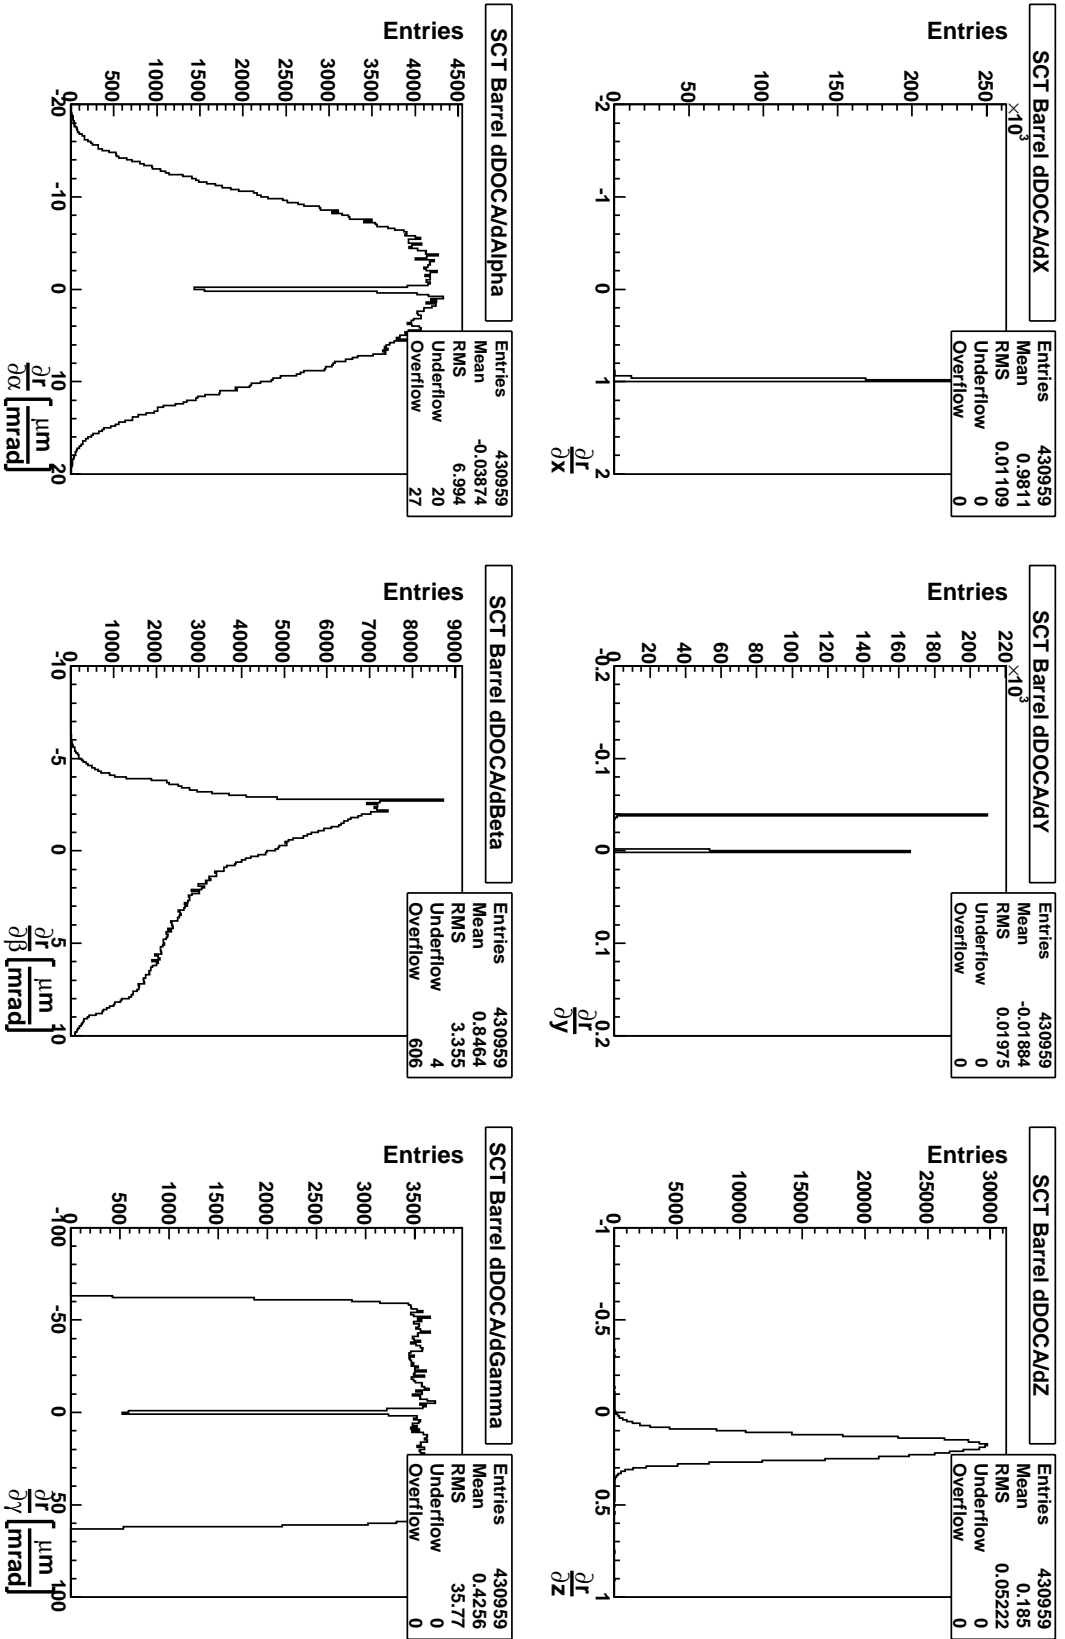 SCT Barrel dDOCA/dX
Entries 430959
Mean 0.9811
RMS 0.01109
Underflow 0
Overflow 0
Entries
×10³
0 50 100 150 200 250
-2 -1 0 1 2
∂r
∂x
SCT Barrel dDOCA/dY
Entries 430959
Mean -0.01884
RMS 0.01975
Underflow 0
Overflow 0
Entries
×10³
0 20 40 60 80 100 120 140 160 180 200 220
-0.2 -0.1 0 0.1 0.2
∂r
∂y
SCT Barrel dDOCA/dZ
Entries 430959
Mean 0.185
RMS 0.05222
Underflow 0
Overflow 0
Entries
0 5000 10000 15000 20000 25000 30000
-1 -0.5 0 0.5 1
∂r
∂z
SCT Barrel dDOCA/dAlpha
Entries 430959
Mean -0.03874
RMS 6.994
Underflow 20
Overflow 27
Entries
0 500 1000 1500 2000 2500 3000 3500 4000 4500
-20 -10 0 10 20
∂r [ μm ]
∂α [mrad]
SCT Barrel dDOCA/dBeta
Entries 430959
Mean 0.8464
RMS 3.355
Underflow 4
Overflow 606
Entries
0 1000 2000 3000 4000 5000 6000 7000 8000 9000
-10 -5 0 5 10
∂r [ μm ]
∂β [mrad]
SCT Barrel dDOCA/dGamma
Entries 430959
Mean 0.4256
RMS 35.77
Underflow 0
Overflow 0
Entries
0 500 1000 1500 2000 2500 3000 3500
-100 -50 0 50 100
∂r [ μm ]
∂γ [mrad]